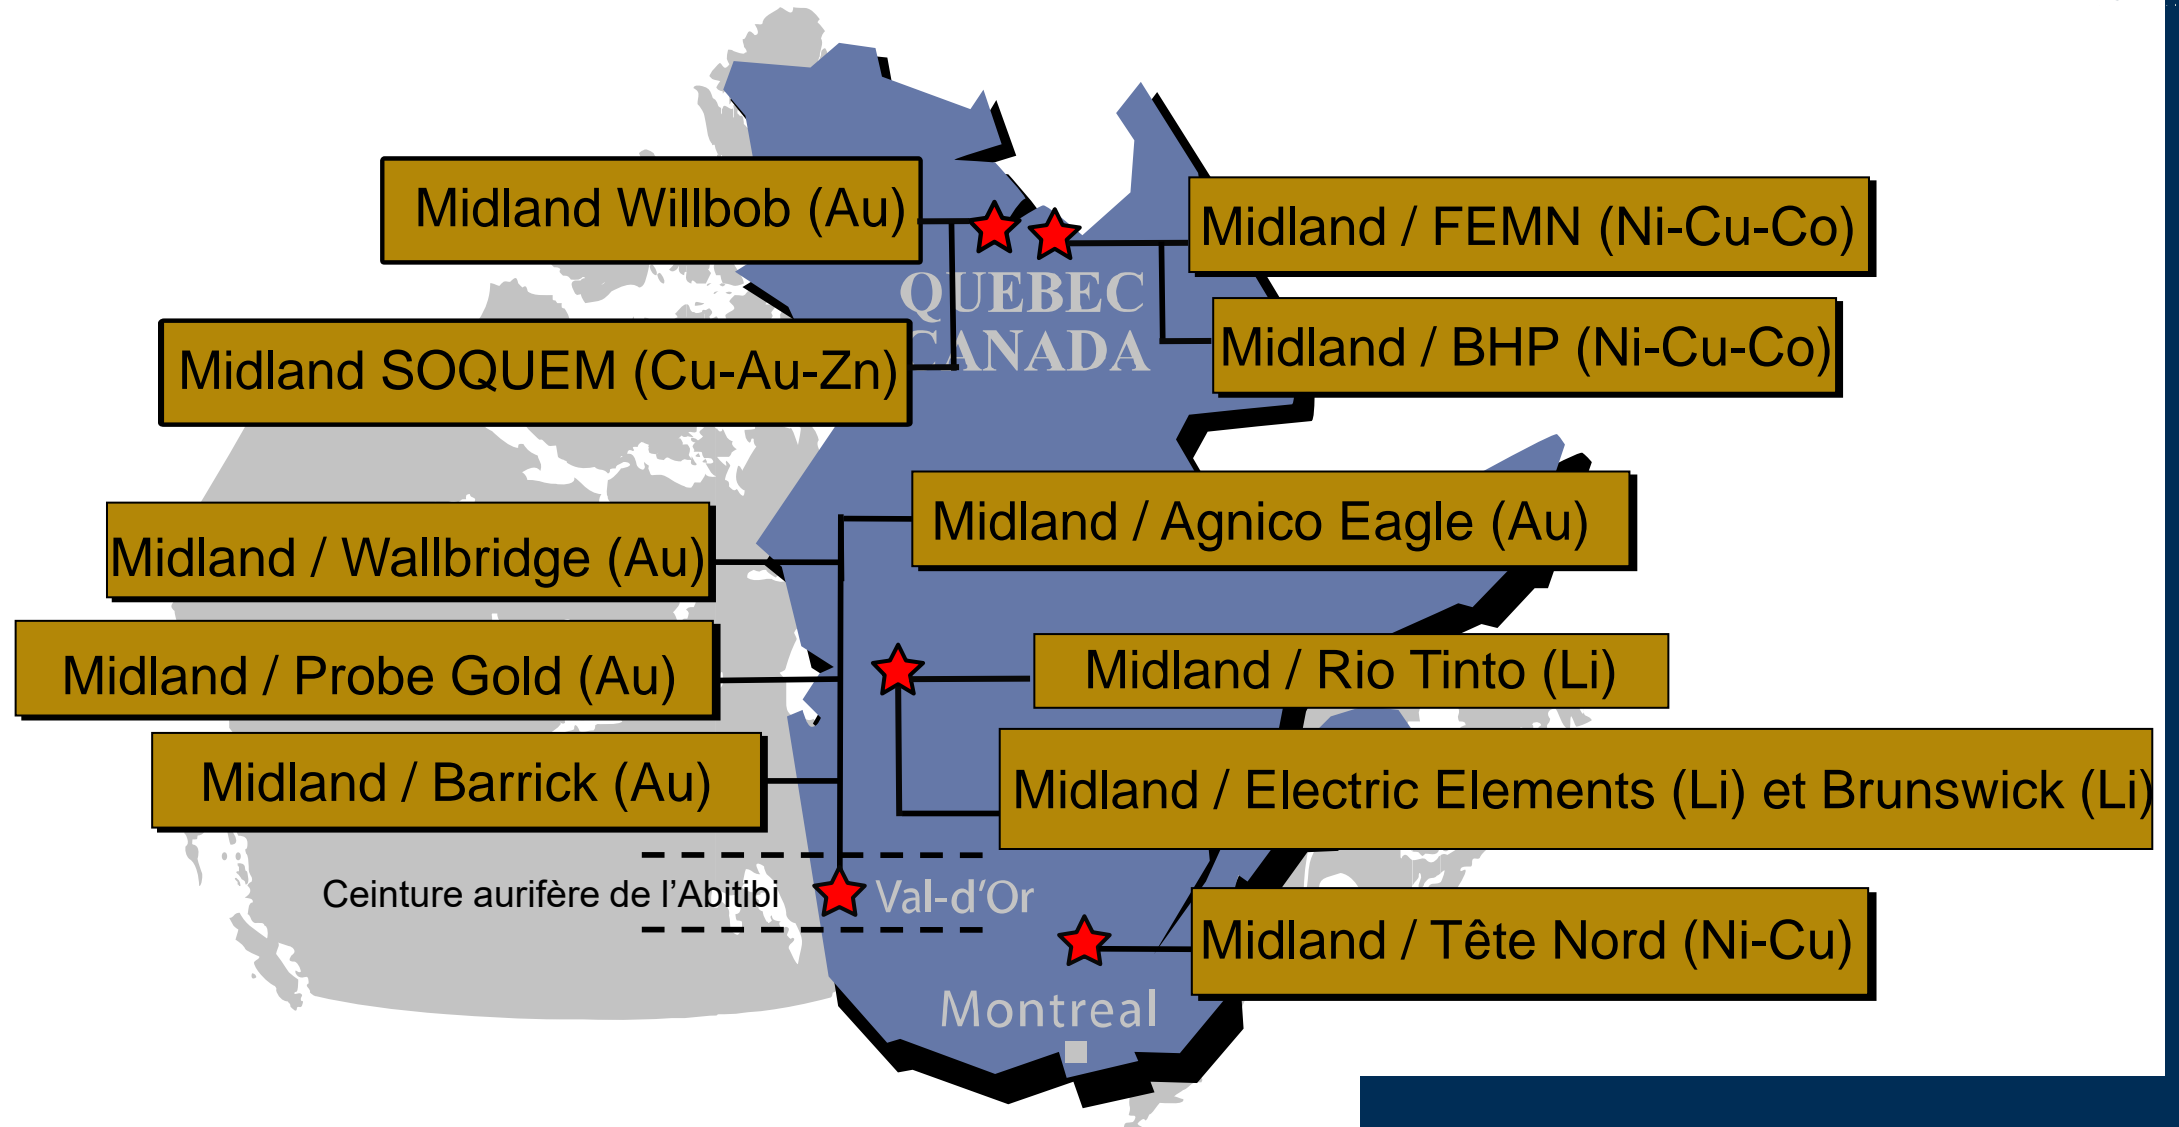 Midland Willbob (Au)
Midland / FEMN (Ni-Cu-Co)
QUEBEC
CANADA
Midland SOQUEM (Cu-Au-Zn)
Midland / BHP (Ni-Cu-Co)
Midland / Agnico Eagle (Au)
Midland / Wallbridge (Au)
Midland / Probe Gold (Au)
Midland / Rio Tinto (Li)
Midland / Barrick (Au)
Midland / Electric Elements (Li) et Brunswick (Li)
Ceinture aurifère de l’Abitibi
Val-d'Or
Midland / Tête Nord (Ni-Cu)
Montreal